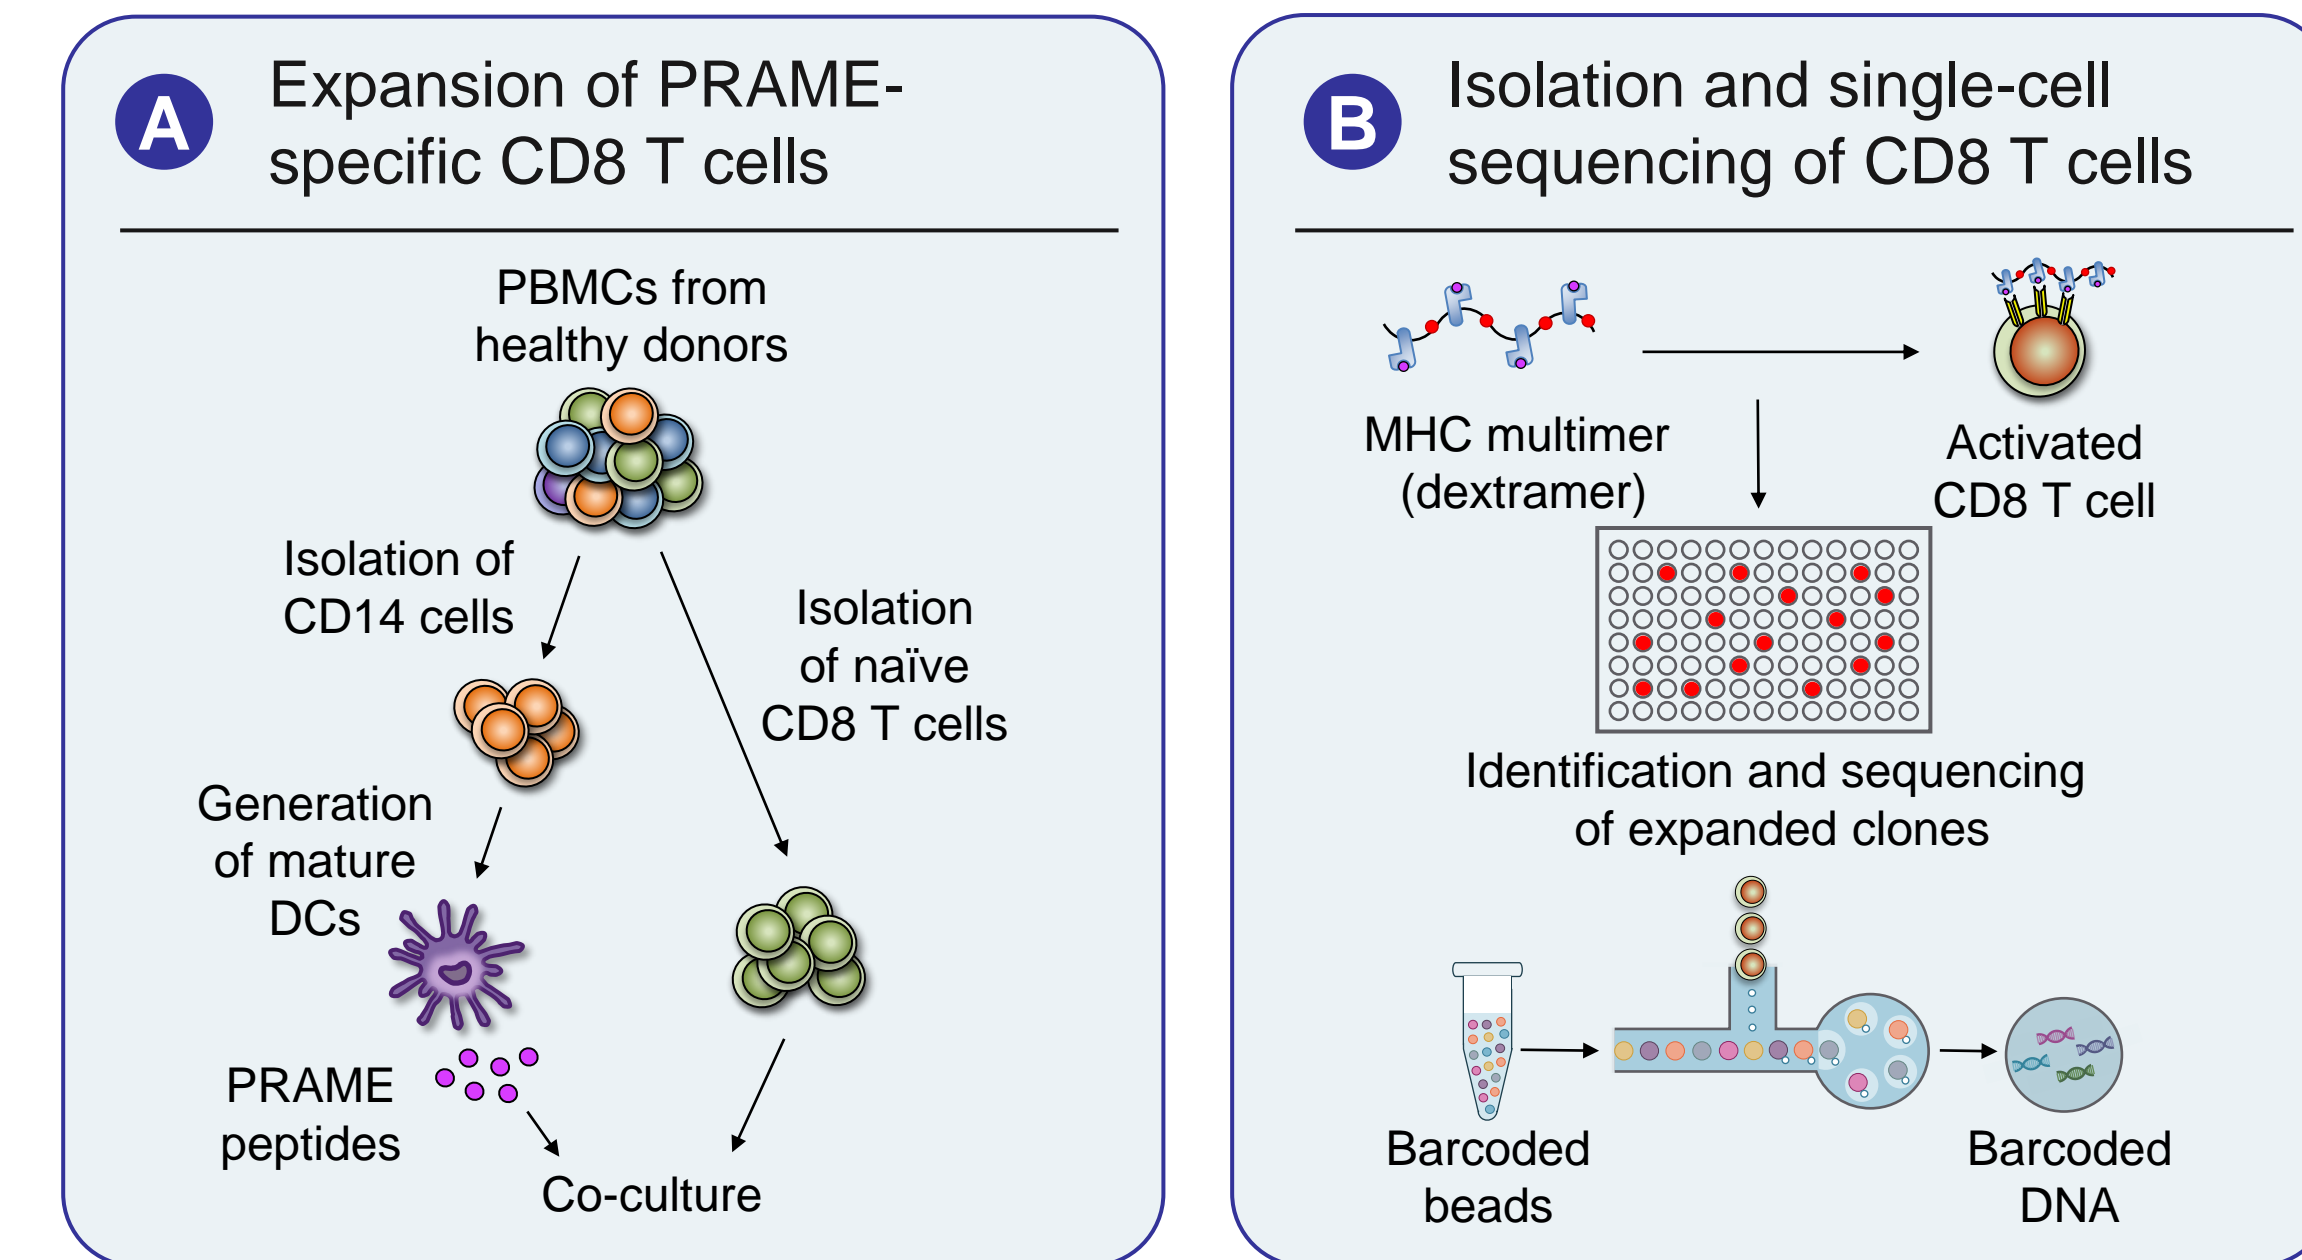 A
Expansion of PRAME-
specific CD8 T cells
PBMCs from
healthy donors
Isolation of
CD14 cells
Isolation
of naïve
CD8 T cells
Generation
of mature
DCs
PRAME
peptides
Co-culture
B
Isolation and single-cell
sequencing of CD8 T cells
MHC multimer
(dextramer)
Activated
CD8 T cell
Identification and sequencing
of expanded clones
Barcoded
beads
Barcoded
DNA